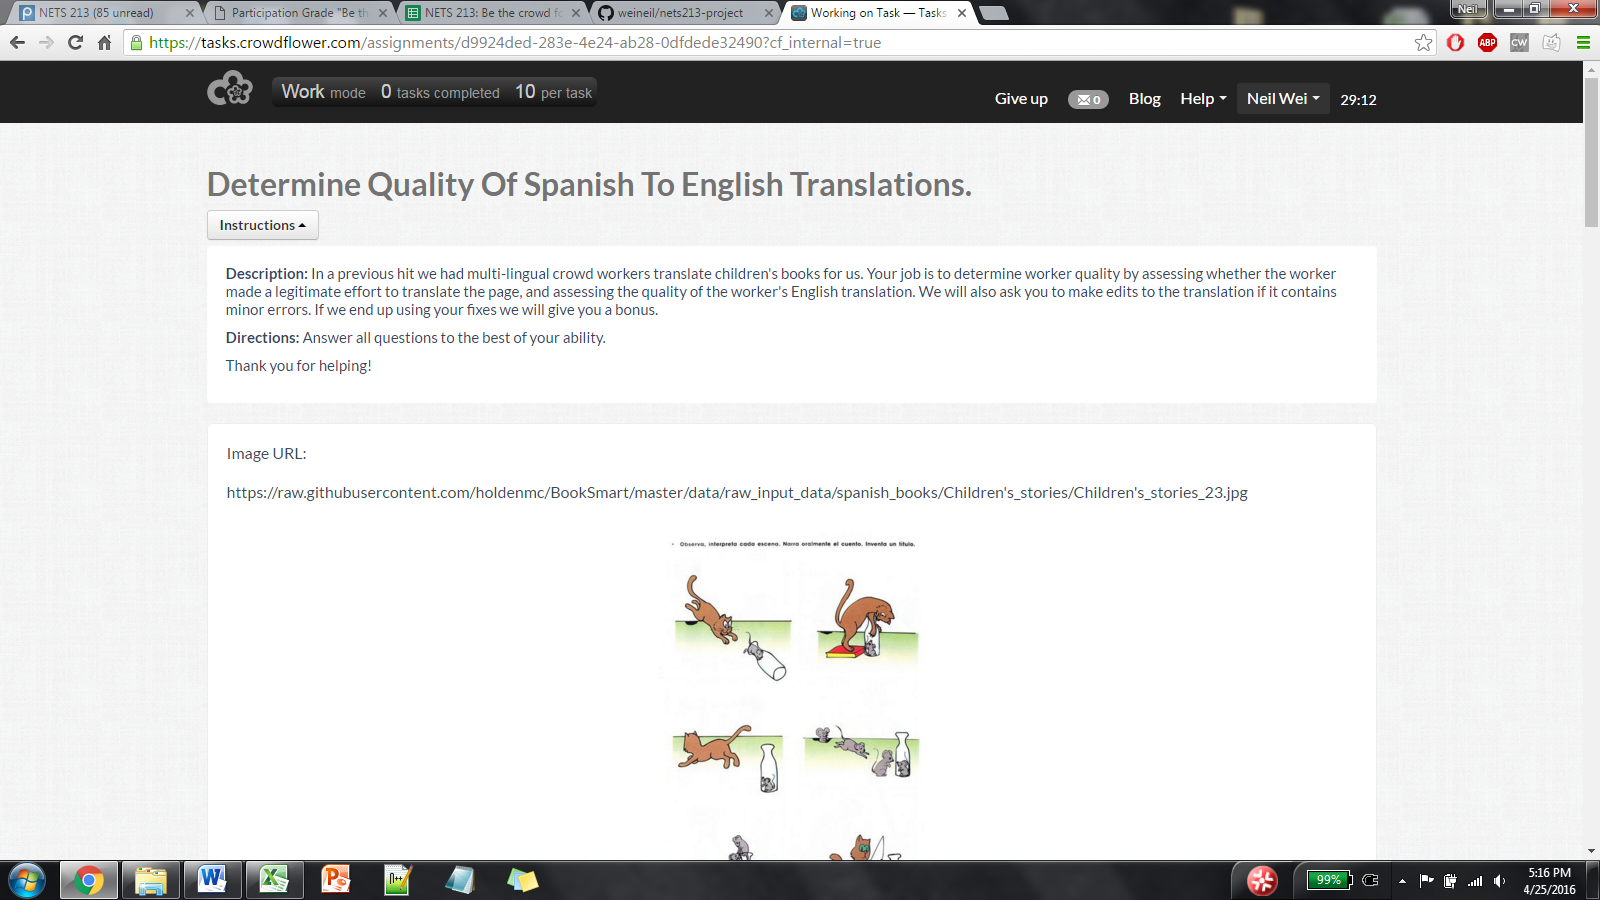 NETS 213 (85 unread)
Participation Grade "Be th
NETS 213: Be the crowd fo
weineil/nets213-project
Working on Task — Tasks
Neil
https://tasks.crowdflower.com/assignments/d9924ded-283e-4e24-ab28-0dfdede32490?cf_internal=true
ABP
CW
Work mode 0 tasks completed 10 per task
Give up
0
Blog
Help
Neil Wei
29:12
Determine Quality Of Spanish To English Translations.
Instructions
Description: In a previous hit we had multi-lingual crowd workers translate children's books for us. Your job is to determine worker quality by assessing whether the worker
made a legitimate effort to translate the page, and assessing the quality of the worker's English translation. We will also ask you to make edits to the translation if it contains
minor errors. If we end up using your fixes we will give you a bonus.
Directions: Answer all questions to the best of your ability.
Thank you for helping!
Image URL:
https://raw.githubusercontent.com/holdenmc/BookSmart/master/data/raw_input_data/spanish_books/Children's_stories/Children's_stories_23.jpg
Observa, interpreta cada escena. Narra oralmente el cuento. Inventa un título.
99%
5:16 PM
4/25/2016